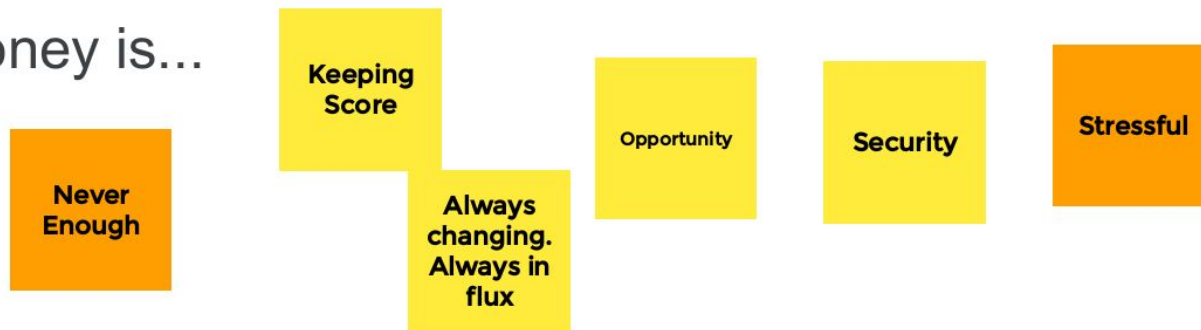 oney is...
Never
Enough
Keeping
Score
Always
changing.
Always in
flux
Opportunity
Security
Stressful